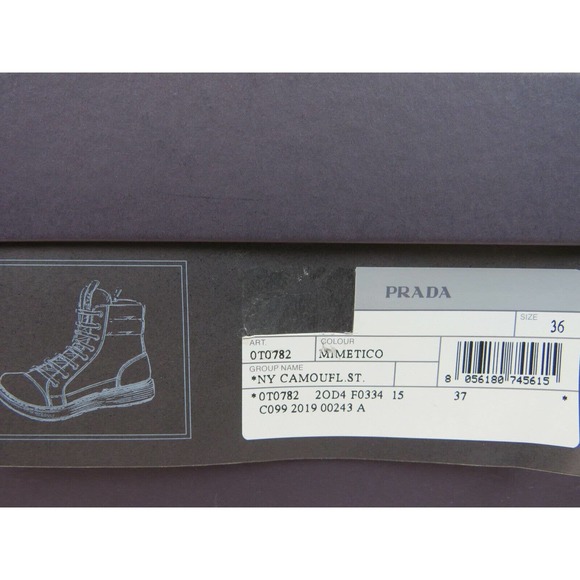 PRADA
SIZE
36
ART.
COLOUR
0T0782
MIMETICO
GROUP NAME
*NY CAMOUFL.ST.
8 056180 745615
*0T0782 2OD4 F0334 15 37 *
C099 2019 00243 A